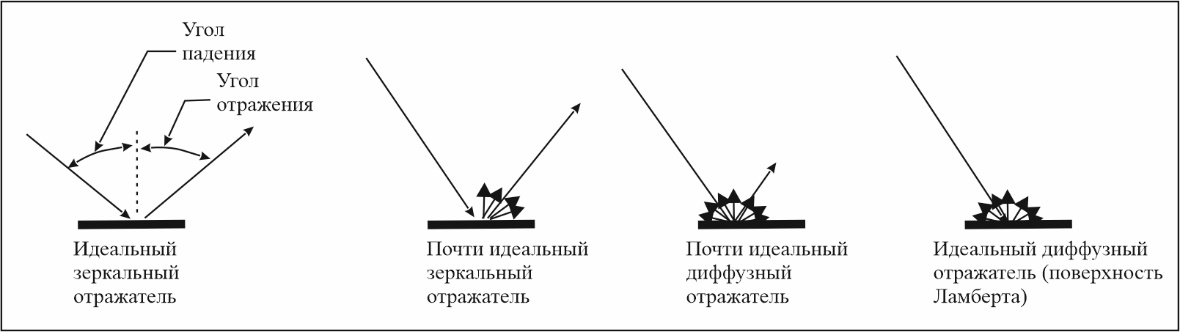 Угол
падения
Угол
отражения
Идеальный
зеркальный
отражатель
Почти идеальный
зеркальный
отражатель
Почти идеальный
диффузный
отражатель
Идеальный диффузный
отражатель (поверхность
Ламберта)